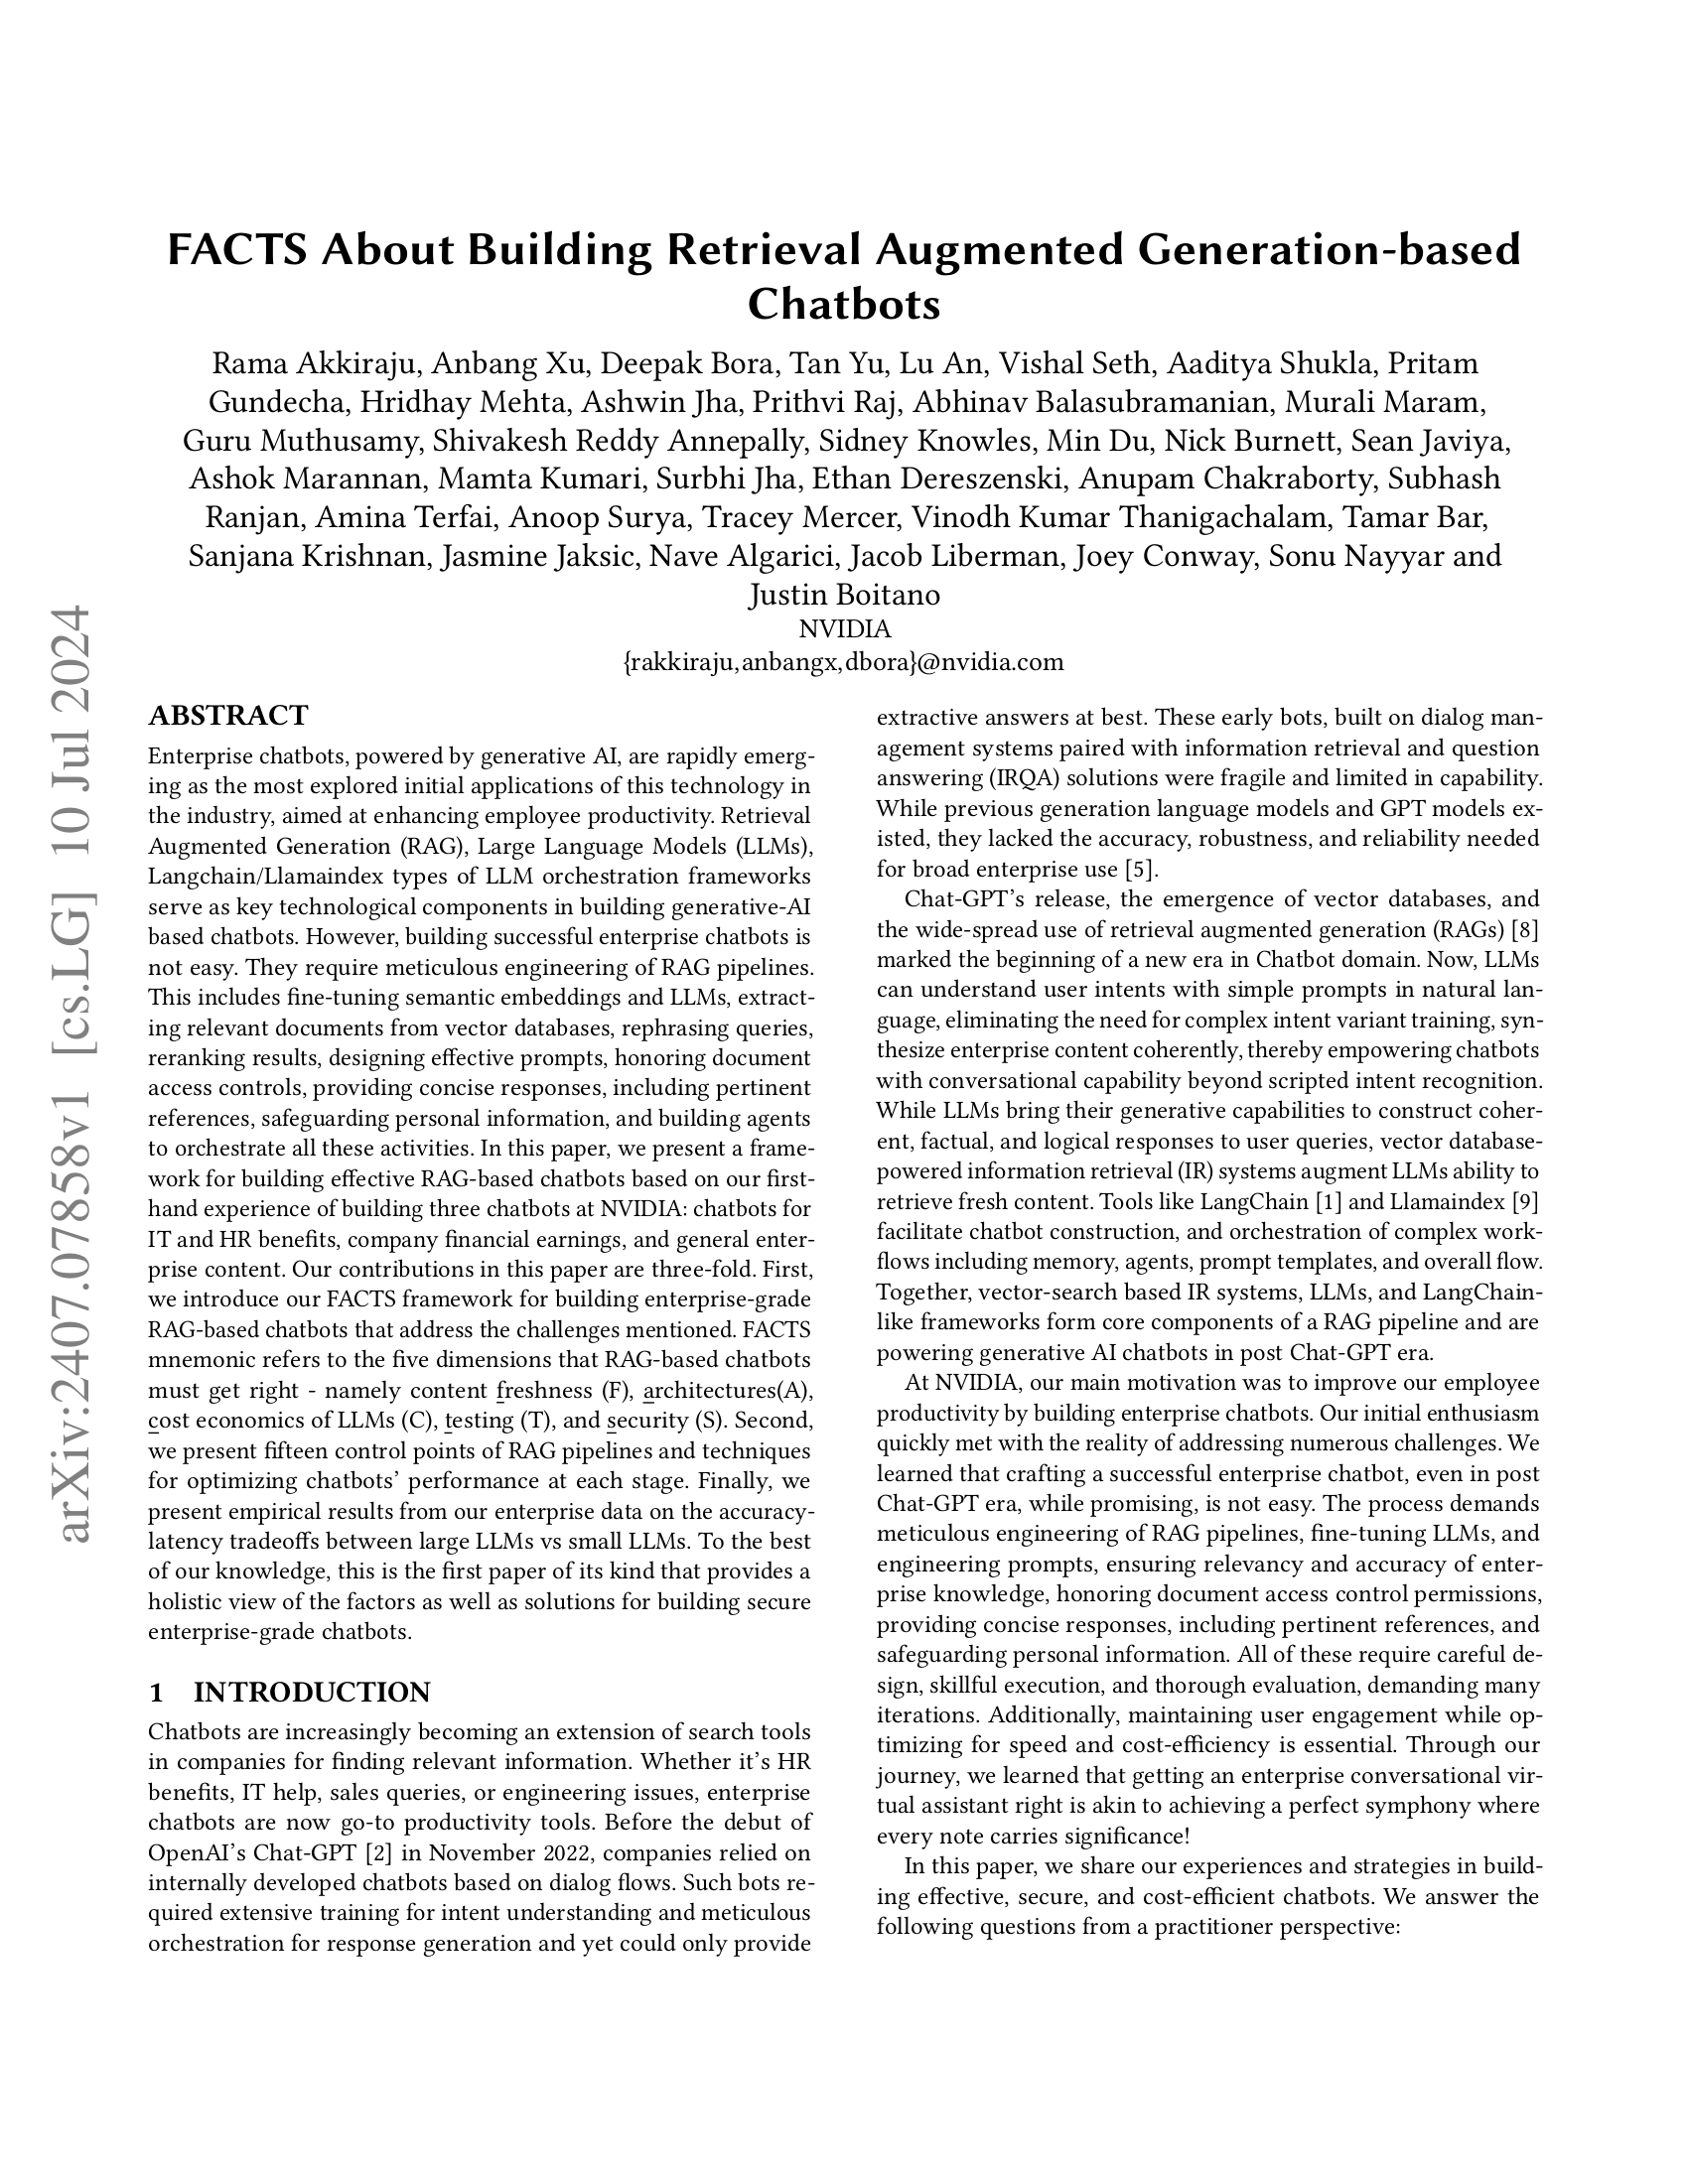 arXiv:2407.07858v1 [cs.LG] 10 Jul 2024
FACTS About Building Retrieval Augmented Generation-based
Chatbots
Rama Akkiraju, Anbang Xu, Deepak Bora, Tan Yu, Lu An, Vishal Seth, Aaditya Shukla, Pritam
Gundecha, Hridhay Mehta, Ashwin Jha, Prithvi Raj, Abhinav Balasubramanian, Murali Maram,
Guru Muthusamy, Shivakesh Reddy Annepally, Sidney Knowles, Min Du, Nick Burnett, Sean Javiya,
Ashok Marannan, Mamta Kumari, Surbhi Jha, Ethan Dereszenski, Anupam Chakraborty, Subhash
Ranjan, Amina Terfai, Anoop Surya, Tracey Mercer, Vinodh Kumar Thanigachalam, Tamar Bar,
Sanjana Krishnan, Jasmine Jaksic, Nave Algarici, Jacob Liberman, Joey Conway, Sonu Nayyar and
Justin Boitano
NVIDIA
{rakkiraju,anbangx,dbora}@nvidia.com
ABSTRACT
Enterprise chatbots, powered by generative AI, are rapidly emerg-
ing as the most explored initial applications of this technology in
the industry, aimed at enhancing employee productivity. Retrieval
Augmented Generation (RAG), Large Language Models (LLMs),
Langchain/Llamaindex types of LLM orchestration frameworks
serve as key technological components in building generative-AI
based chatbots. However, building successful enterprise chatbots is
not easy. They require meticulous engineering of RAG pipelines.
This includes fine-tuning semantic embeddings and LLMs, extract-
ing relevant documents from vector databases, rephrasing queries,
reranking results, designing effective prompts, honoring document
access controls, providing concise responses, including pertinent
references, safeguarding personal information, and building agents
to orchestrate all these activities. In this paper, we present a frame-
work for building effective RAG-based chatbots based on our first-
hand experience of building three chatbots at NVIDIA: chatbots for
IT and HR benefits, company financial earnings, and general enter-
prise content. Our contributions in this paper are three-fold. First,
we introduce our FACTS framework for building enterprise-grade
RAG-based chatbots that address the challenges mentioned. FACTS
mnemonic refers to the five dimensions that RAG-based chatbots
must get right - namely content freshness (F), architectures(A),
cost economics of LLMs (C), testing (T), and security (S). Second,
we present fifteen control points of RAG pipelines and techniques
for optimizing chatbots' performance at each stage. Finally, we
present empirical results from our enterprise data on the accuracy-
latency tradeoffs between large LLMs vs small LLMs. To the best
of our knowledge, this is the first paper of its kind that provides a
holistic view of the factors as well as solutions for building secure
enterprise-grade chatbots.
1 INTRODUCTION
Chatbots are increasingly becoming an extension of search tools
in companies for finding relevant information. Whether it's HR
benefits, IT help, sales queries, or engineering issues, enterprise
chatbots are now go-to productivity tools. Before the debut of
OpenAI's Chat-GPT [2] in November 2022, companies relied on
internally developed chatbots based on dialog flows. Such bots re-
quired extensive training for intent understanding and meticulous
orchestration for response generation and yet could only provide
extractive answers at best. These early bots, built on dialog man-
agement systems paired with information retrieval and question
answering (IRQA) solutions were fragile and limited in capability.
While previous generation language models and GPT models ex-
isted, they lacked the accuracy, robustness, and reliability needed
for broad enterprise use [5].
Chat-GPT's release, the emergence of vector databases, and
the wide-spread use of retrieval augmented generation (RAGs) [8]
marked the beginning of a new era in Chatbot domain. Now, LLMs
can understand user intents with simple prompts in natural lan-
guage, eliminating the need for complex intent variant training, syn-
thesize enterprise content coherently, thereby empowering chatbots
with conversational capability beyond scripted intent recognition.
While LLMs bring their generative capabilities to construct coher-
ent, factual, and logical responses to user queries, vector database-
powered information retrieval (IR) systems augment LLMs ability to
retrieve fresh content. Tools like LangChain [1] and Llamaindex [9]
facilitate chatbot construction, and orchestration of complex work-
flows including memory, agents, prompt templates, and overall flow.
Together, vector-search based IR systems, LLMs, and LangChain-
like frameworks form core components of a RAG pipeline and are
powering generative AI chatbots in post Chat-GPT era.
At NVIDIA, our main motivation was to improve our employee
productivity by building enterprise chatbots. Our initial enthusiasm
quickly met with the reality of addressing numerous challenges. We
learned that crafting a successful enterprise chatbot, even in post
Chat-GPT era, while promising, is not easy. The process demands
meticulous engineering of RAG pipelines, fine-tuning LLMs, and
engineering prompts, ensuring relevancy and accuracy of enter-
prise knowledge, honoring document access control permissions,
providing concise responses, including pertinent references, and
safeguarding personal information. All of these require careful de-
sign, skillful execution, and thorough evaluation, demanding many
iterations. Additionally, maintaining user engagement while op-
timizing for speed and cost-efficiency is essential. Through our
journey, we learned that getting an enterprise conversational vir-
tual assistant right is akin to achieving a perfect symphony where
every note carries significance!
In this paper, we share our experiences and strategies in build-
ing effective, secure, and cost-efficient chatbots. We answer the
following questions from a practitioner perspective: